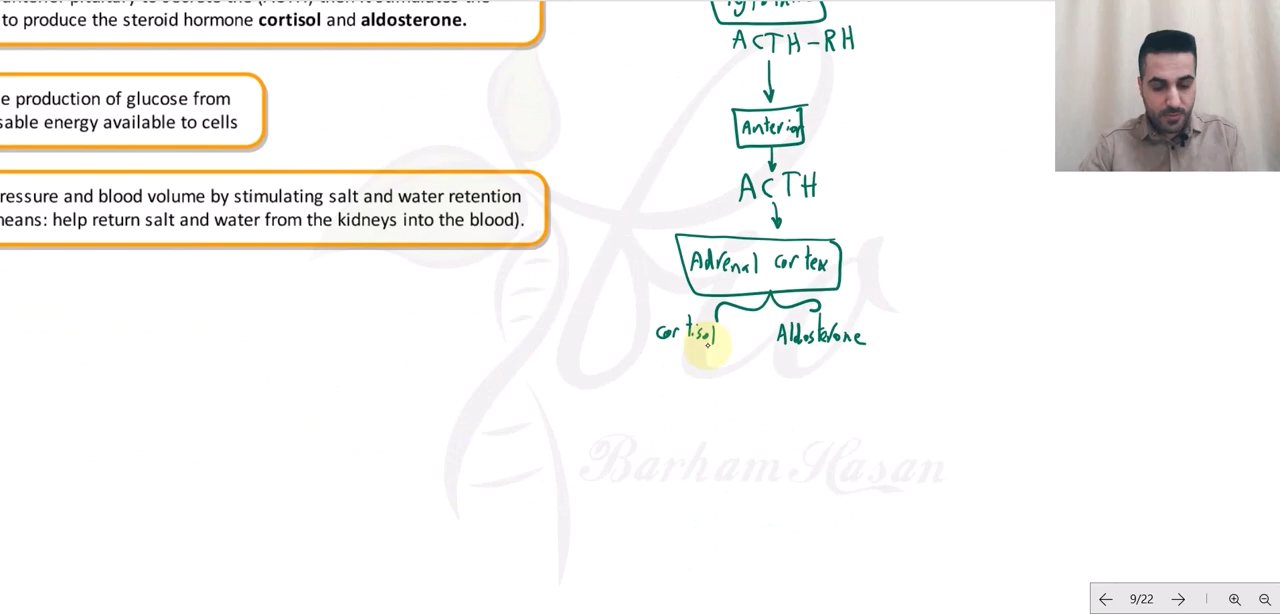 to produce the steroid hormone cortisol and aldosterone.
e production of glucose from
sable energy available to cells
ressure and blood volume by stimulating salt and water retention
neans: help return salt and water from the kidneys into the blood).
ACTH-RH
Anterior
ACTH
Adrenal cortex
cortisol
Aldosterone
Barham Hasan
9/22